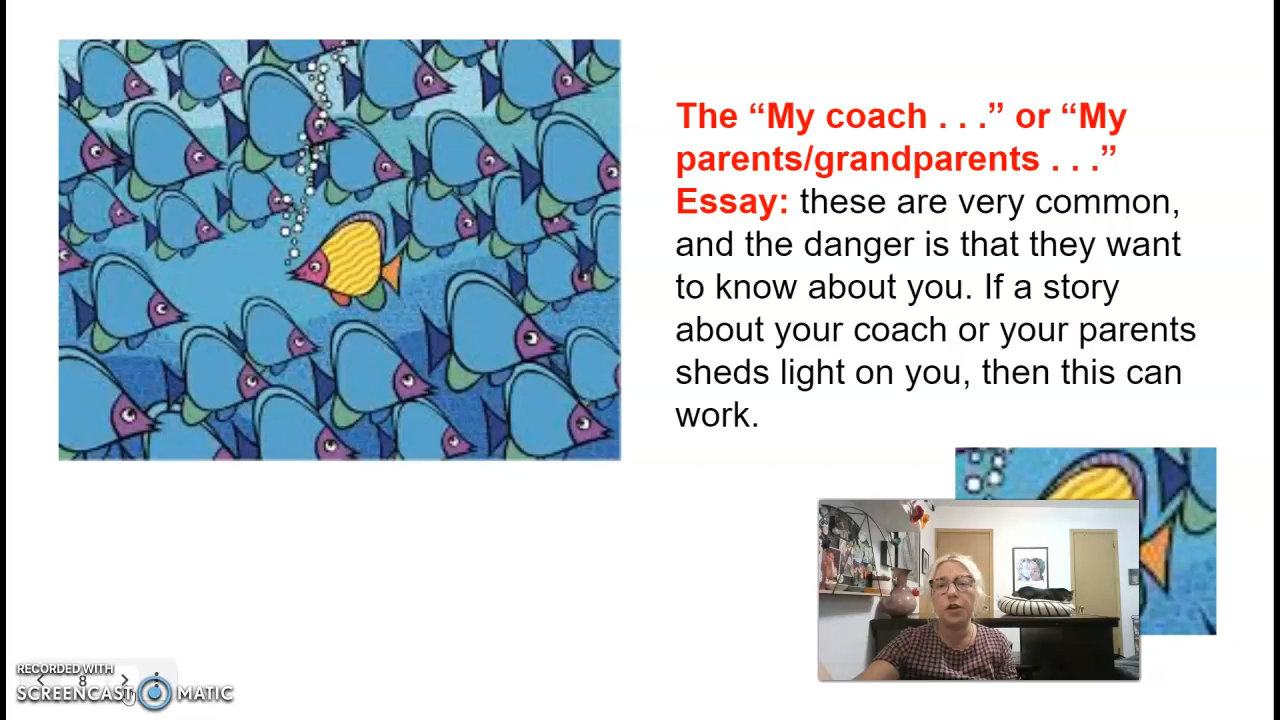 The “My coach . . .” or “My
parents/grandparents . . .”
Essay: these are very common,
and the danger is that they want
to know about you. If a story
about your coach or your parents
sheds light on you, then this can
work.
RECORDED WITH
8
SCREENCAST MATIC